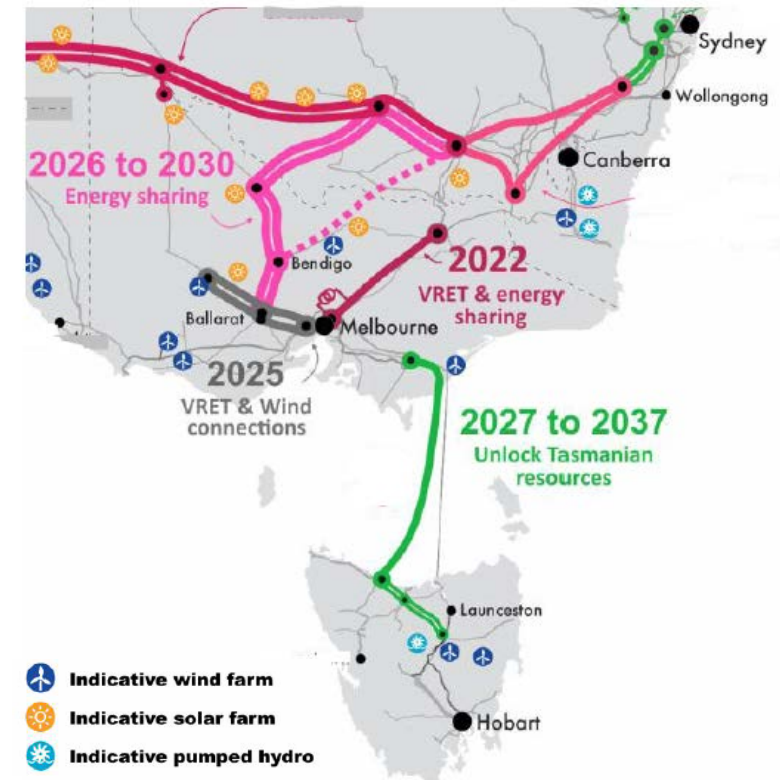 Sydney
Wollongong
Canberra
2026 to 2030
Energy sharing
Bendigo
2022
VRET & energy
sharing
Ballarat
Melbourne
2025
VRET & Wind
connections
2027 to 2037
Unlock Tasmanian
resources
Launceston
Indicative wind farm
Indicative solar farm
Hobart
Indicative pumped hydro